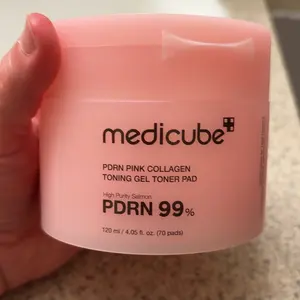 medicube
PDRN PINK COLLAGEN
TONING GEL TONER PAD
High Purity Salmon
PDRN 99%
120 ml / 4.05 fl. oz. (70 pads)